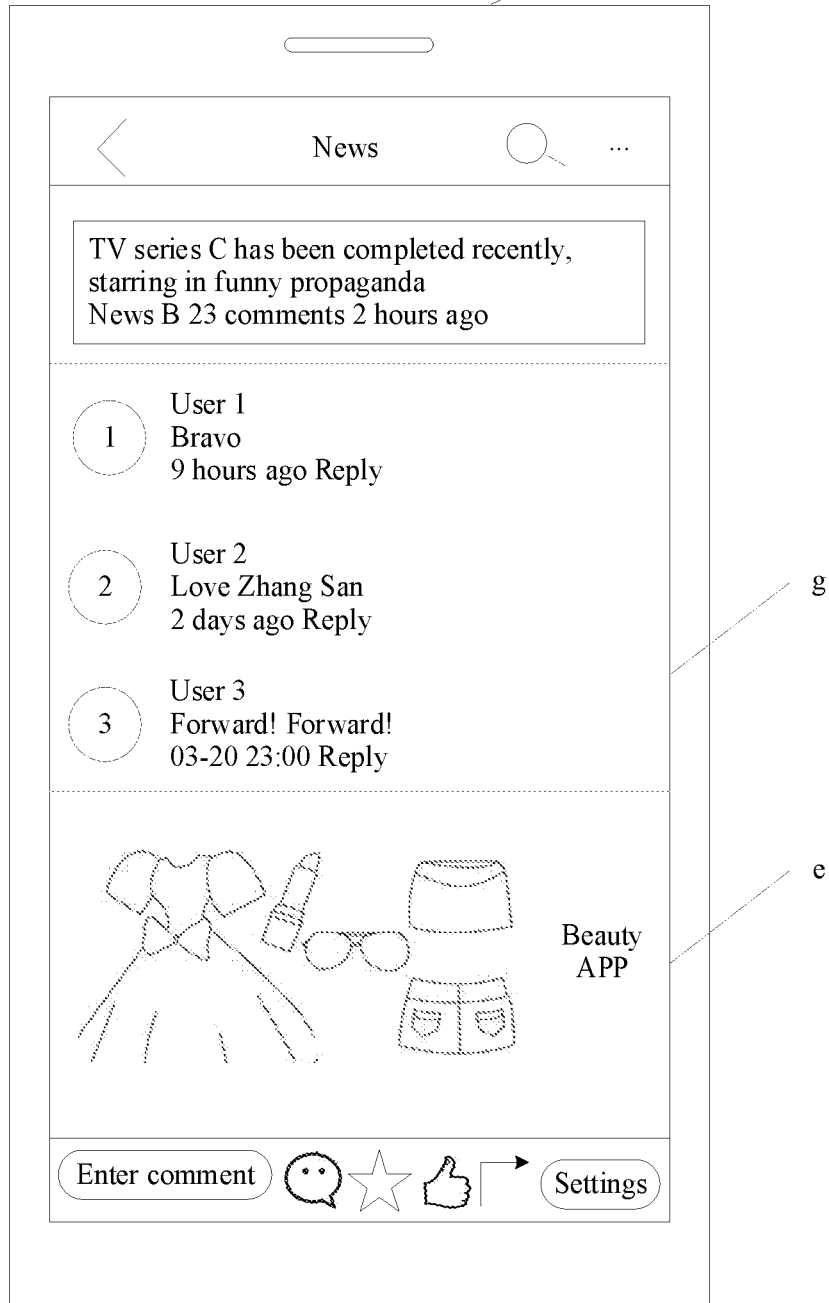 News
...
TV series C has been completed recently,
starring in funny propaganda
News B 23 comments 2 hours ago
1
User 1
Bravo
9 hours ago Reply
2
User 2
Love Zhang San
2 days ago Reply
g
3
User 3
Forward! Forward!
03-20 23:00 Reply
e
Beauty
APP
Enter comment
Settings